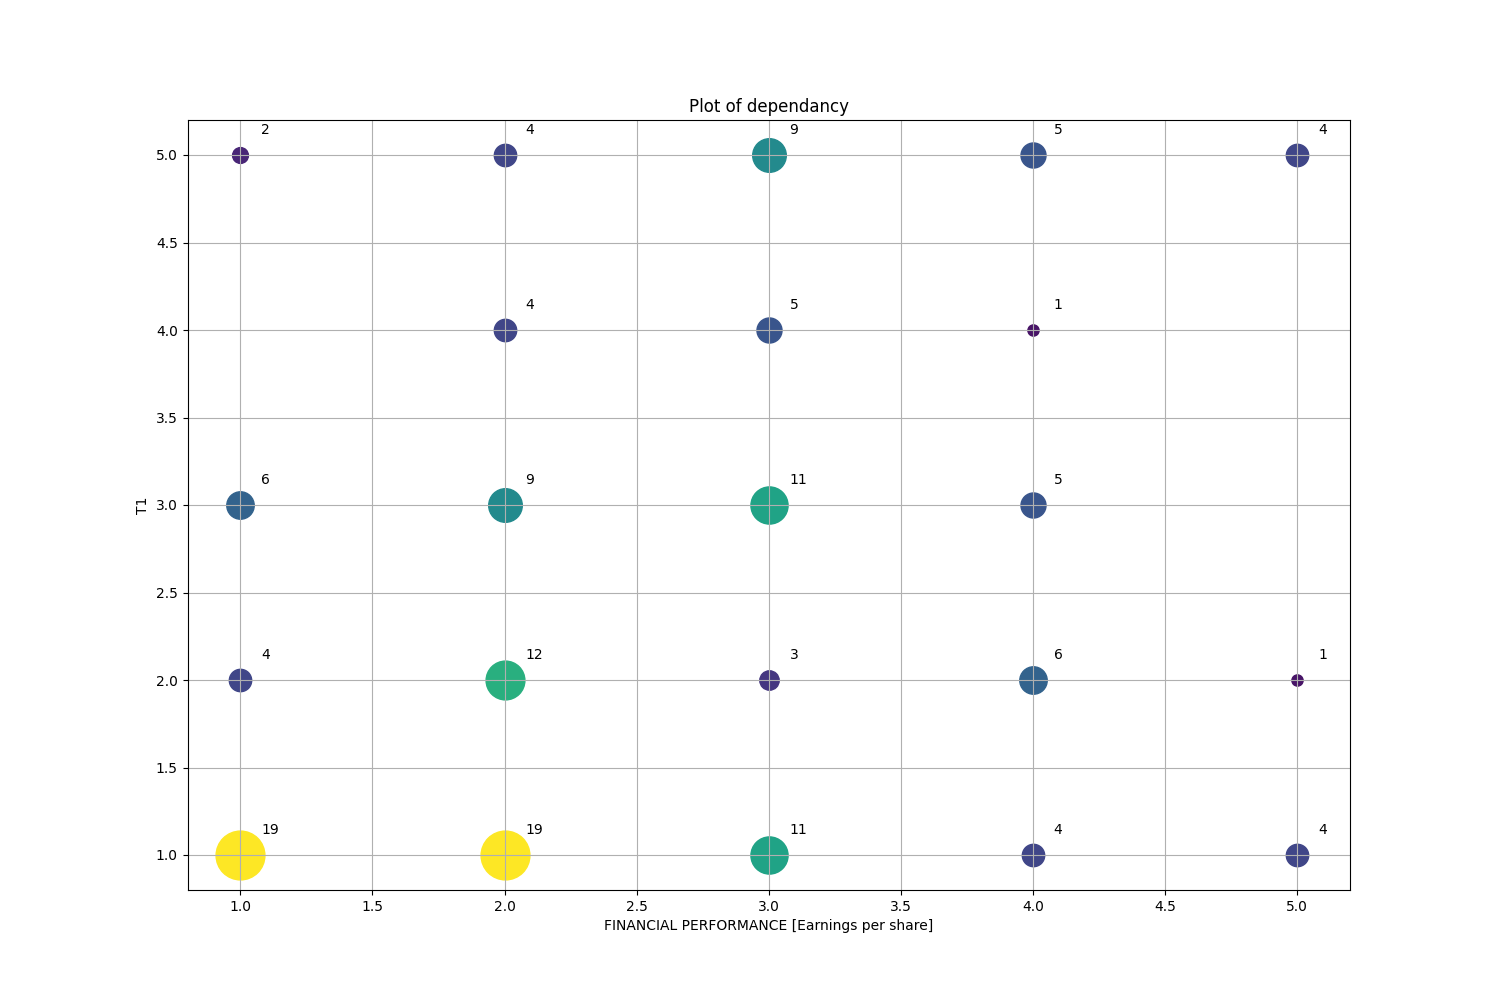 Plot of dependancy
2 4 9 5 4
5.0
4.5
4 5 1
4.0
3.5
6 9 11 5
3.0
T1
2.5
4 12 3 6 1
2.0
1.5
19 19 11 4 4
1.0
1.0 1.5 2.0 2.5 3.0 3.5 4.0 4.5 5.0
FINANCIAL PERFORMANCE [Earnings per share]